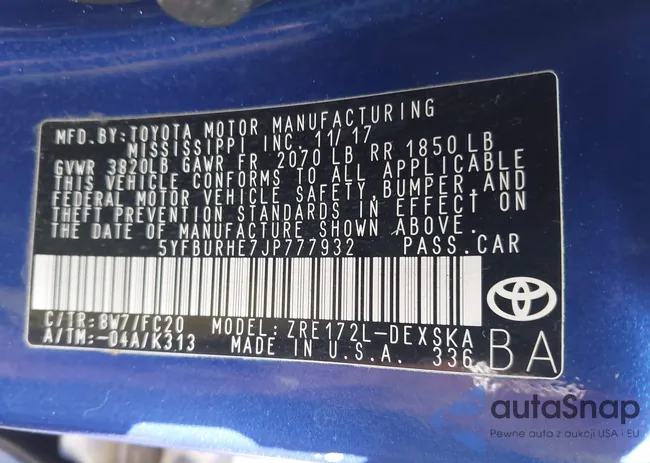 MFD.BY:TOYOTA MOTOR MANUFACTURING
MISSISSIPPI INC. 11/17
GVWR 3820LB GAWR FR 2070 LB RR 1850 LB
THIS VEHICLE CONFORMS TO ALL APPLICABLE
FEDERAL MOTOR VEHICLE SAFETY,BUMPER,AND
THEFT PREVENTION STANDARDS IN EFFECT ON
THE DATE OF MANUFACTURE SHOWN ABOVE.
5YFBURHE7JP777932 PASS.CAR
C/TR:8W7/FC20 MODEL: ZRE172L-DEXSKA
A/TM:-04A/K313 MADE IN U.S.A. 336
BA
autaSnap
Pewne auta z aukcji USA i EU